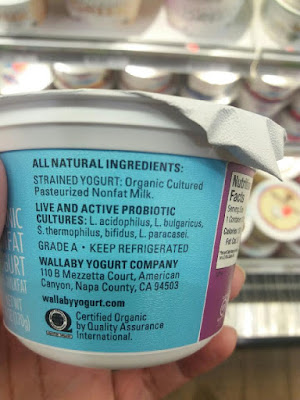 ALL NATURAL INGREDIENTS:
STRAINED YOGURT: Organic Cultured
Pasteurized Nonfat Milk.
LIVE AND ACTIVE PROBIOTIC
CULTURES: L. acidophilus, L. bulgaricus,
S. thermophilus, bifidus, L. paracasei.
GRADE A • KEEP REFRIGERATED
WALLABY YOGURT COMPANY
110 B Mezzetta Court, American
Canyon, Napa County, CA 94503
wallabyyogurt.com
Certified Organic
by Quality Assurance
International.
Nutrition
Facts